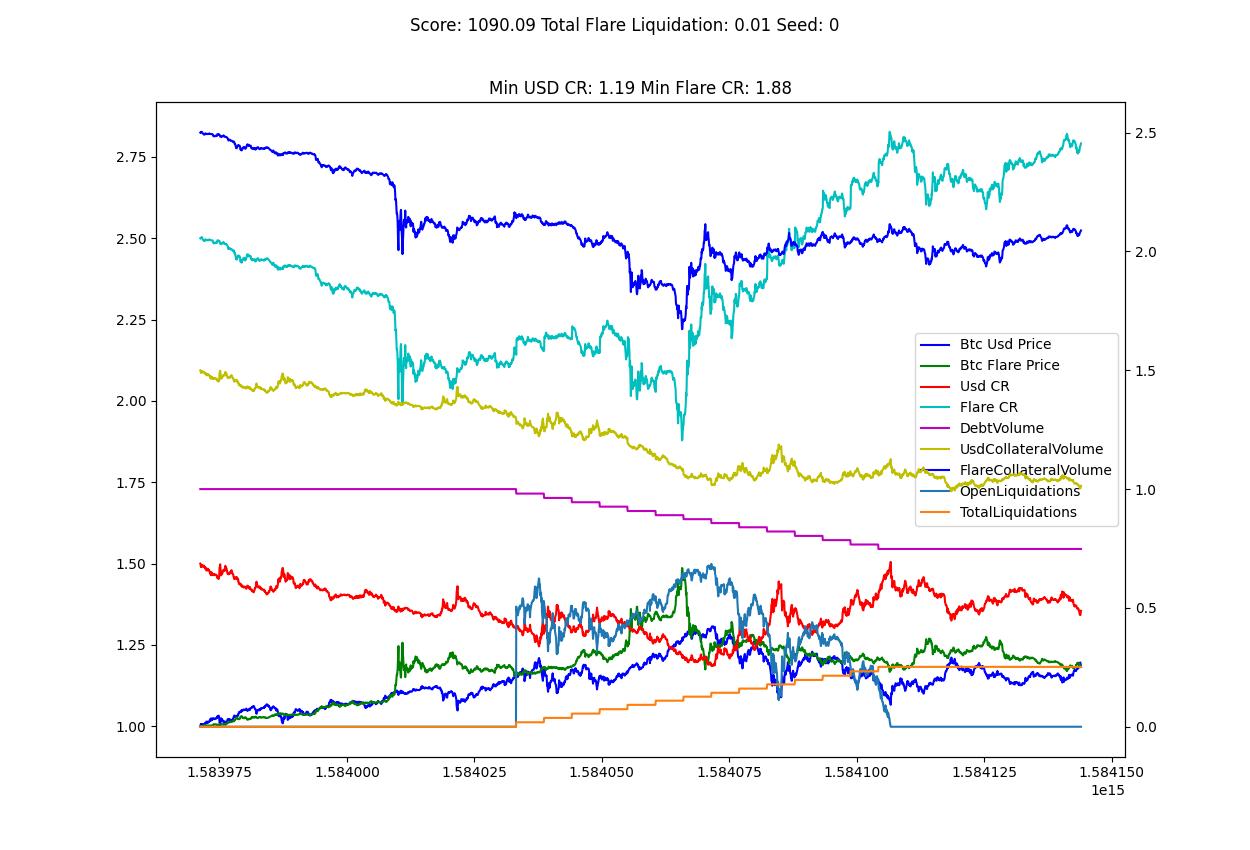 Score: 1090.09 Total Flare Liquidation: 0.01 Seed: 0
Min USD CR: 1.19 Min Flare CR: 1.88
2.75
2.50
2.25
2.00
1.75
1.50
1.25
1.00
2.5
2.0
1.5
1.0
0.5
0.0
Btc Usd Price
Btc Flare Price
Usd CR
Flare CR
DebtVolume
UsdCollateralVolume
FlareCollateralVolume
OpenLiquidations
TotalLiquidations
1.583975 1.584000 1.584025 1.584050 1.584075 1.584100 1.584125 1.584150
1e15